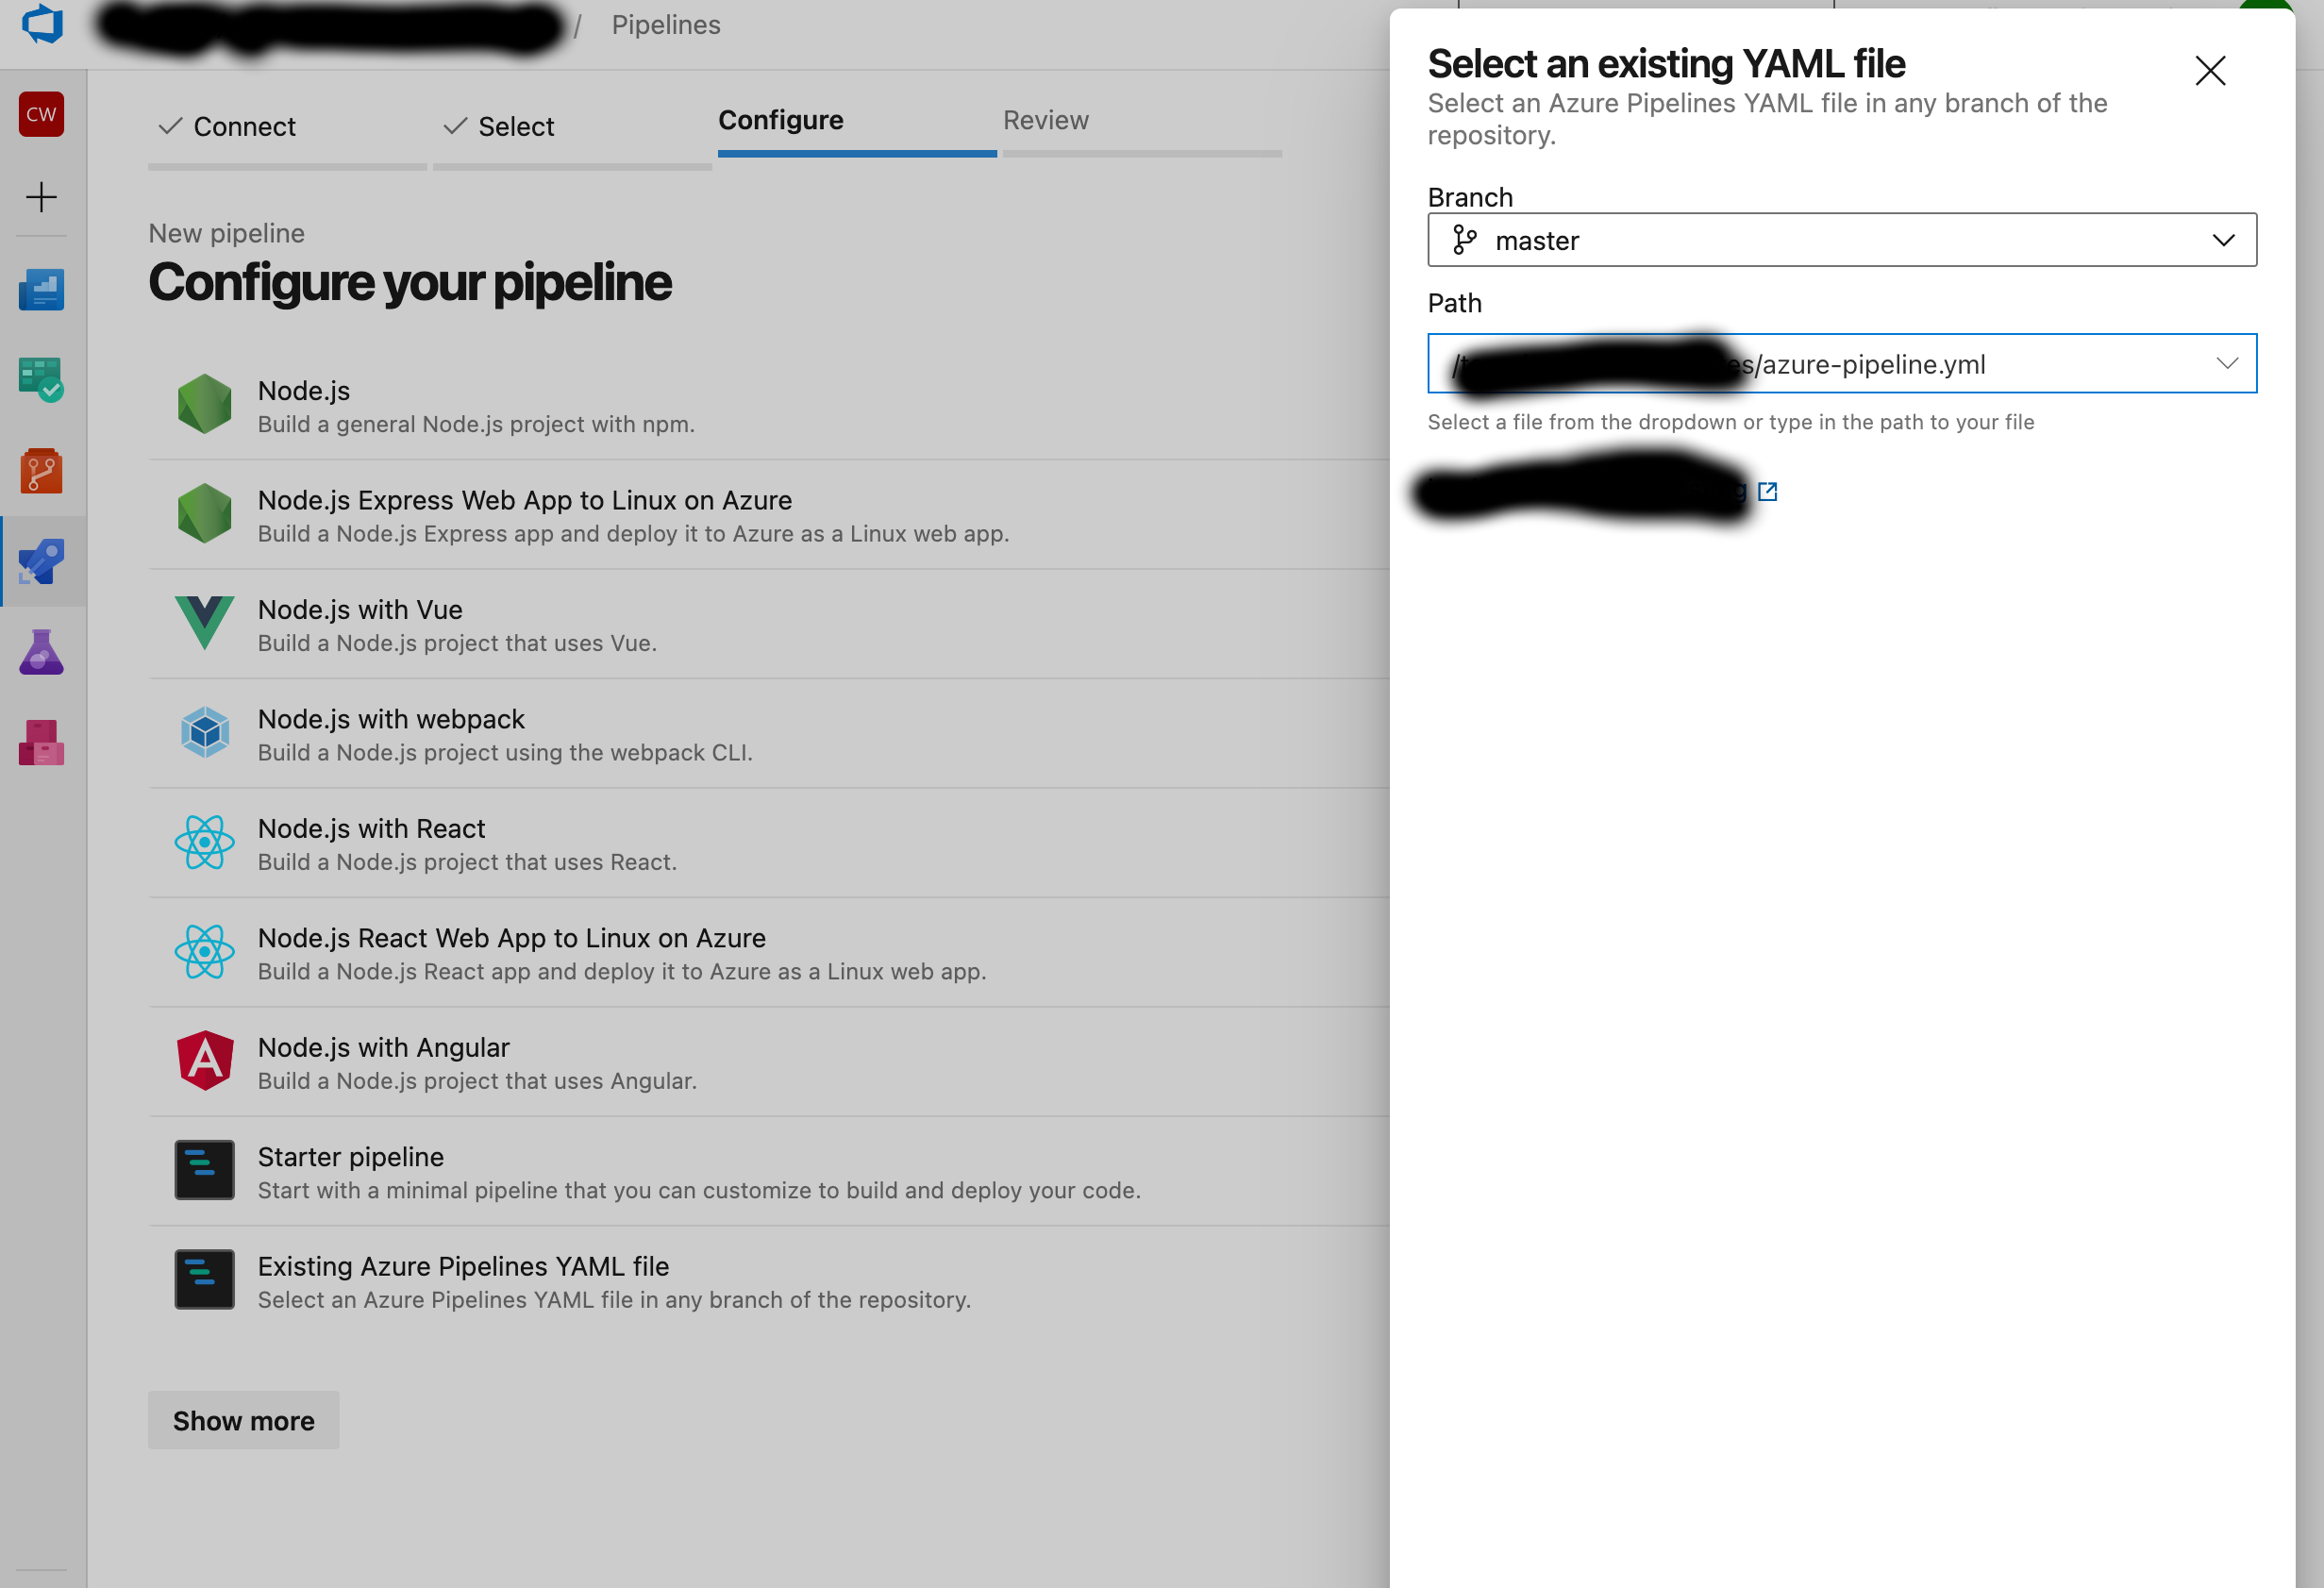 / Pipelines
CW
Connect
Select
Configure
Review
New pipeline
Configure your pipeline
Node.js
Build a general Node.js project with npm.
Node.js Express Web App to Linux on Azure
Build a Node.js Express app and deploy it to Azure as a Linux web app.
Node.js with Vue
Build a Node.js project that uses Vue.
Node.js with webpack
Build a Node.js project using the webpack CLI.
Node.js with React
Build a Node.js project that uses React.
Node.js React Web App to Linux on Azure
Build a Node.js React app and deploy it to Azure as a Linux web app.
Node.js with Angular
Build a Node.js project that uses Angular.
Starter pipeline
Start with a minimal pipeline that you can customize to build and deploy your code.
Existing Azure Pipelines YAML file
Select an Azure Pipelines YAML file in any branch of the repository.
Show more
Select an existing YAML file
Select an Azure Pipelines YAML file in any branch of the
repository.
Branch
master
Path
/azure-pipeline.yml
Select a file from the dropdown or type in the path to your file